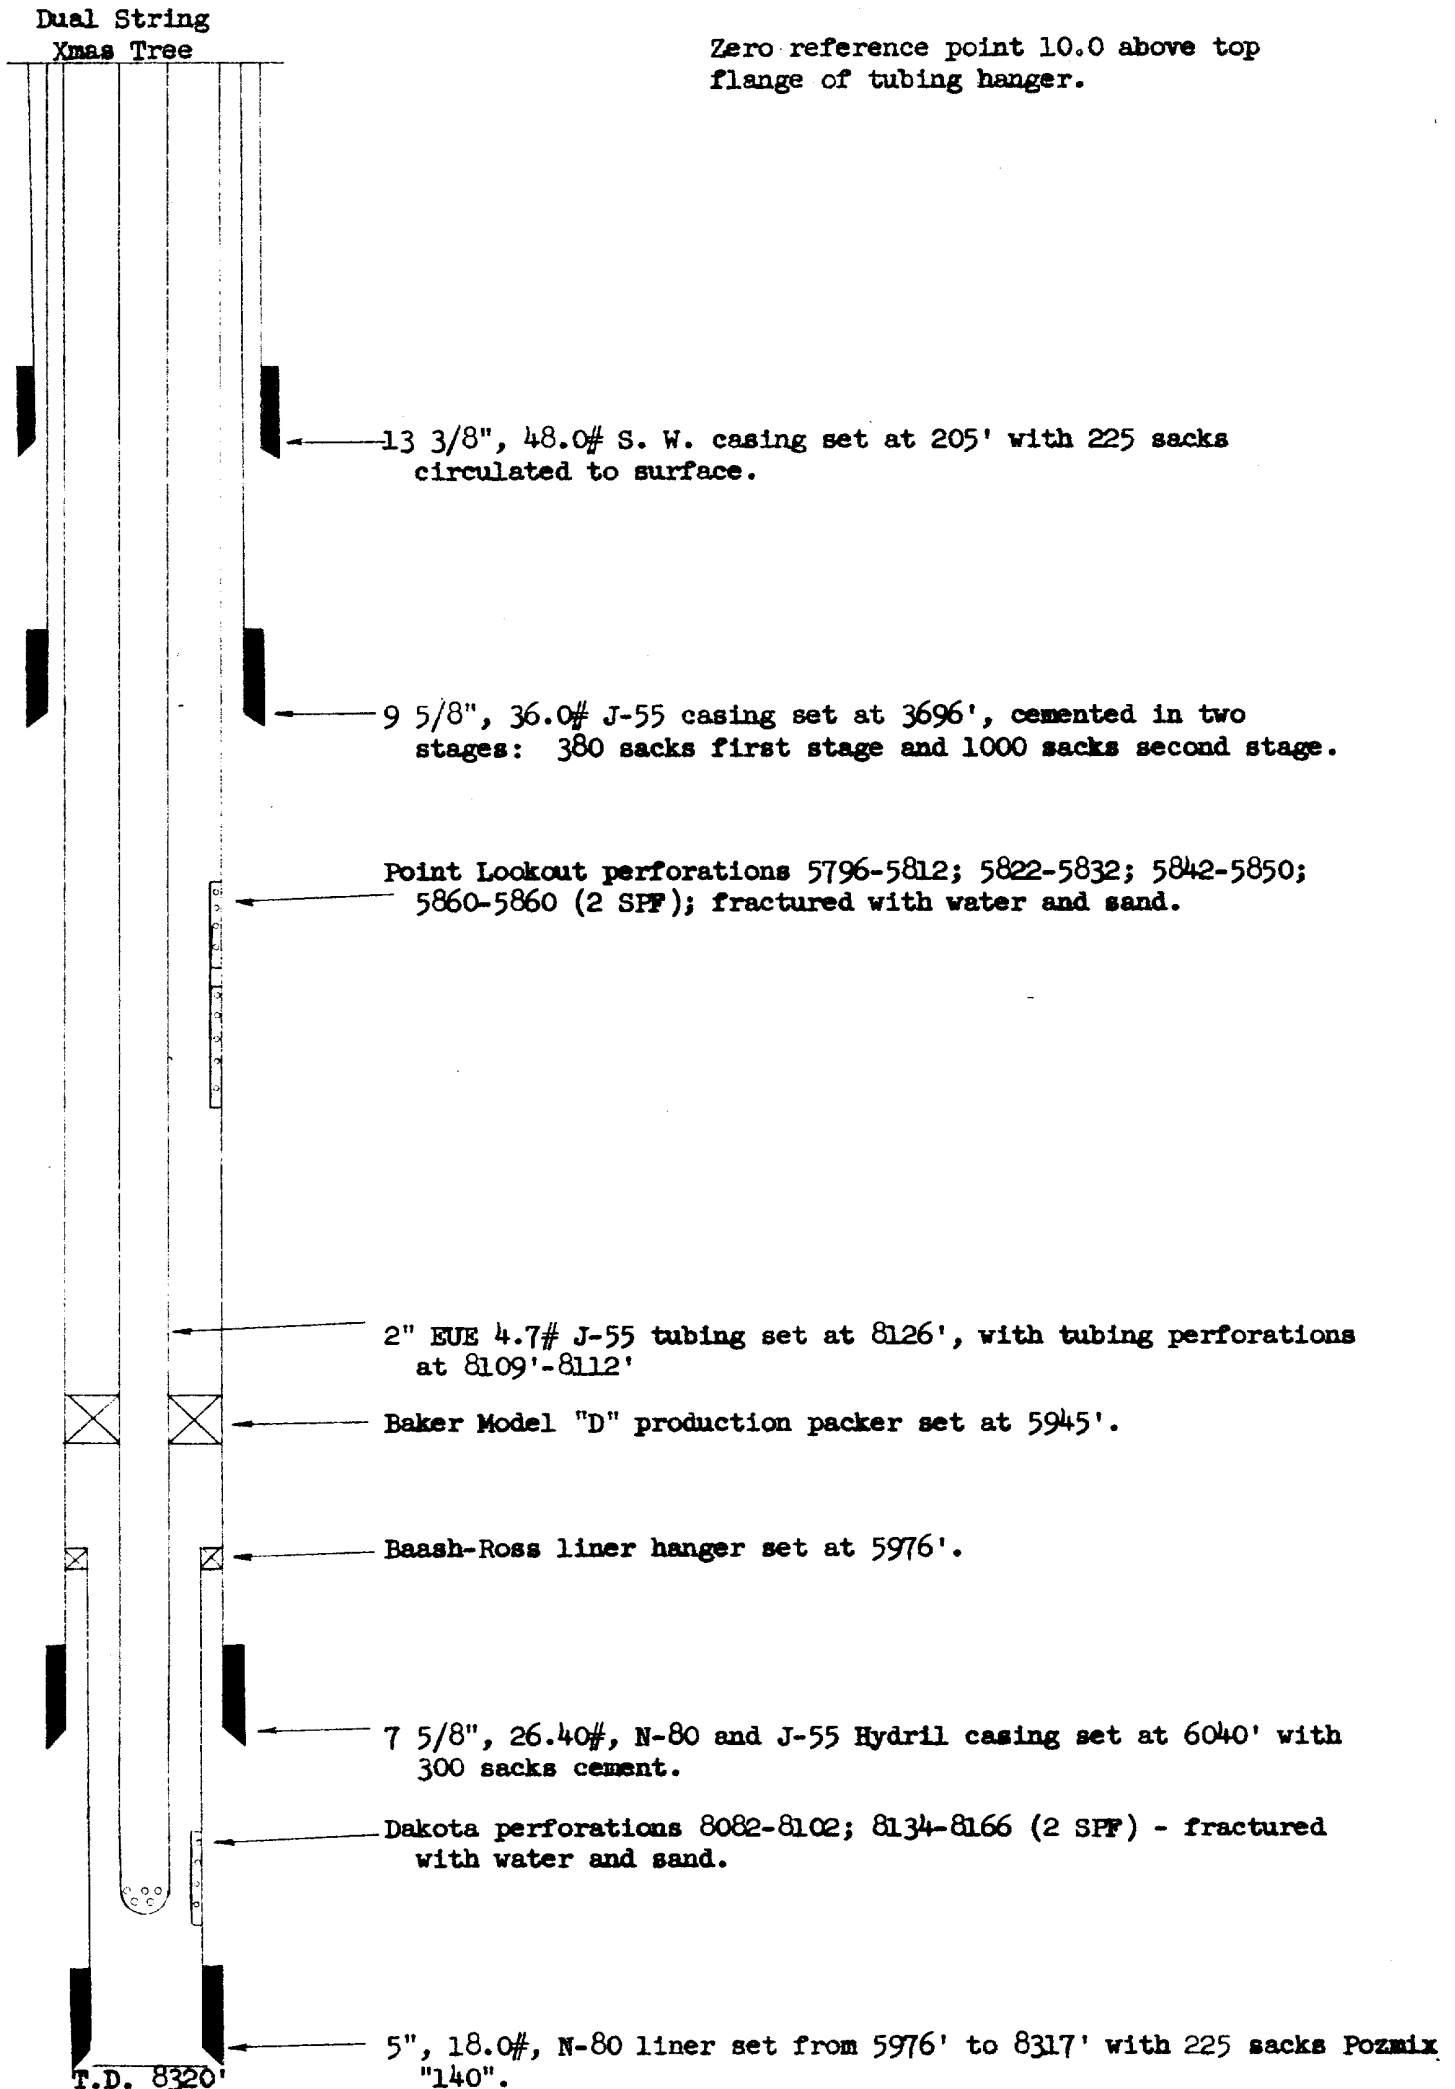 Dual String
Xmas Tree
Zero reference point 10.0 above top
flange of tubing hanger.
13 3/8", 48.0# S. W. casing set at 205' with 225 sacks
circulated to surface.
9 5/8", 36.0# J-55 casing set at 3696', cemented in two
stages: 380 sacks first stage and 1000 sacks second stage.
Point Lookout perforations 5796-5812; 5822-5832; 5842-5850;
5860-5860 (2 SPF); fractured with water and sand.
2" EUE 4.7# J-55 tubing set at 8126', with tubing perforations
at 8109'-8112'
Baker Model "D" production packer set at 5945'.
Baash-Ross liner hanger set at 5976'.
7 5/8", 26.40#, N-80 and J-55 Hydril casing set at 6040' with
300 sacks cement.
Dakota perforations 8082-8102; 8134-8166 (2 SPF) - fractured
with water and sand.
5", 18.0#, N-80 liner set from 5976' to 8317' with 225 sacks Pozmix
"140".
T.D. 8320'